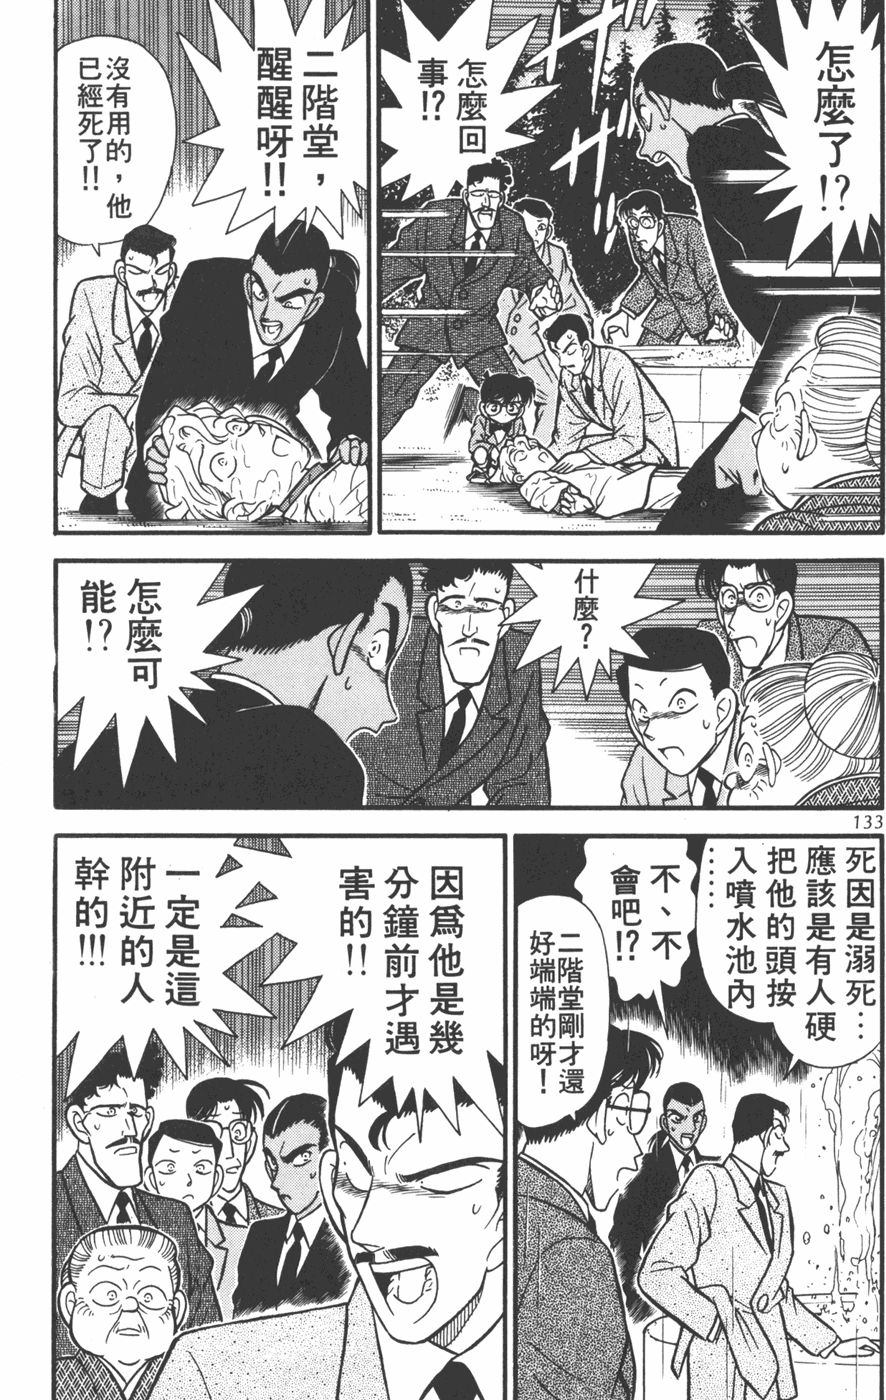 怎麼了!?
怎麼回
事!?
二階堂，
醒醒呀!!
沒有用的，他
已經死了!!
什麼?
怎麼可
能!?
133
死因是溺死…
應該是有人硬
把他的頭按
入噴水池內
……
不、不
會吧!?
二階堂剛才還
好端端的呀！
因爲他是幾
分鐘前才遇
害的!!
一定是這
附近的人
幹的!!!